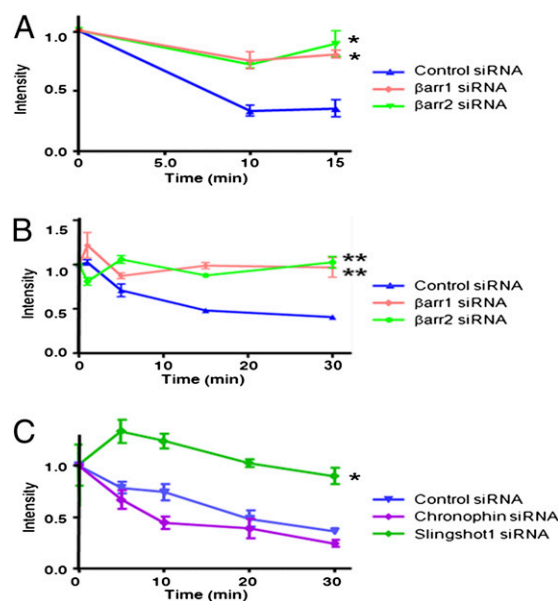 A
1.0
0.5
0.0
Intensity
0
5.0
10
15
Time (min)
*
*
Control siRNA
βarr1 siRNA
βarr2 siRNA
B
1.5
1.0
0.5
0.0
Intensity
0
10
20
30
Time (min)
**
**
Control siRNA
βarr1 siRNA
βarr2 siRNA
C
1.0
0.5
0.0
Intensity
0
10
20
30
Time (min)
*
Control siRNA
Chronophin siRNA
Slingshot1 siRNA